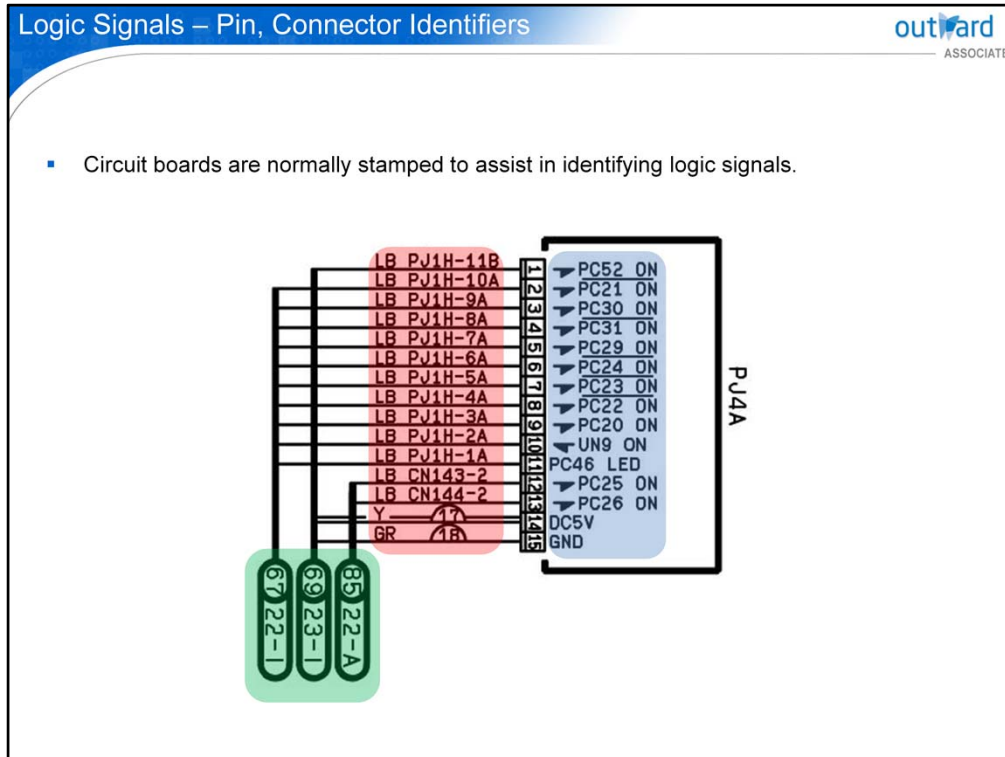 Logic Signals – Pin, Connector Identifiers
outward
ASSOCIATE
Circuit boards are normally stamped to assist in identifying logic signals.
LB PJ1H-11B 1 PC52 ON
LB PJ1H-10A 2 PC21 ON
LB PJ1H-9A 3 PC30 ON
LB PJ1H-8A 4 PC31 ON
LB PJ1H-7A 5 PC29 ON
LB PJ1H-6A 6 PC24 ON
LB PJ1H-5A 7 PC23 ON
LB PJ1H-4A 8 PC22 ON
LB PJ1H-3A 9 PC20 ON
LB PJ1H-2A 10 UN9 ON
LB PJ1H-1A 11 PC46 LED
LB CN143-2 12 PC25 ON
LB CN144-2 13 PC26 ON
Y 17 14 DC5V
GR 18 15 GND
PJ4A
67 22-I
69 23-I
85 22-A